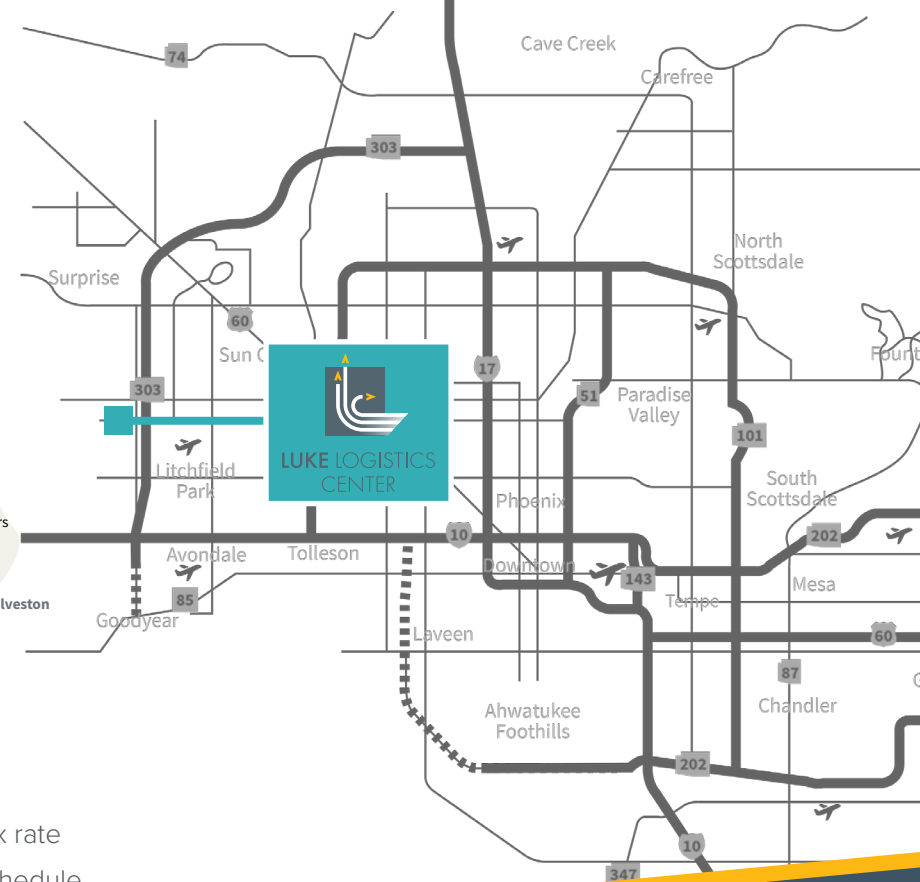 Cave Creek
74
Carefree
303
North
Scottsdale
Surprise
60
Sun C
17
Fount
303
51
Paradise
Valley
101
LUKE LOGISTICS
CENTER
Litchfield
Park
South
Scottsdale
Phoenix
rs
10
202
Avondale
Tolleson
Downtown
143
Mesa
85
Tempe
lveston
Goodyear
Laveen
60
87
G
Chandler
Ahwatukee
Foothills
202
x rate
10
hedule
347